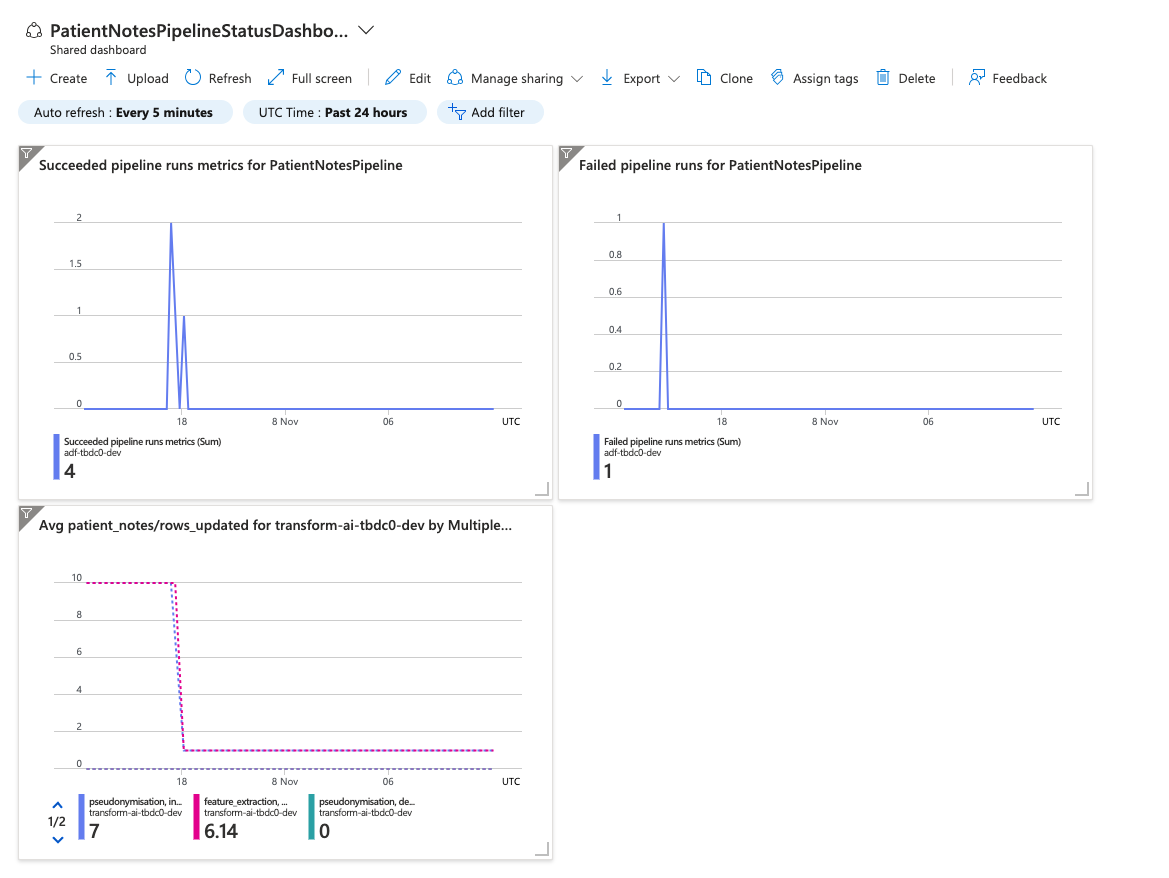 PatientNotesPipelineStatusDashbo...
Shared dashboard
Create Upload Refresh Full screen Edit Manage sharing Export Clone Assign tags Delete Feedback
Auto refresh : Every 5 minutes UTC Time : Past 24 hours Add filter
Succeeded pipeline runs metrics for PatientNotesPipeline
2
1.5
1
0.5
0
18 8 Nov 06 UTC
Succeeded pipeline runs metrics (Sum)
adf-tbdc0-dev
4
Failed pipeline runs for PatientNotesPipeline
1
0.8
0.6
0.4
0.2
0
18 8 Nov 06 UTC
Failed pipeline runs metrics (Sum)
adf-tbdc0-dev
1
Avg patient_notes/rows_updated for transform-ai-tbdc0-dev by Multiple...
10
8
6
4
2
0
18 8 Nov 06 UTC
1/2
pseudonymisation, in...
transform-ai-tbdc0-dev
7
feature_extraction, ...
transform-ai-tbdc0-dev
6.14
pseudonymisation, de...
transform-ai-tbdc0-dev
0